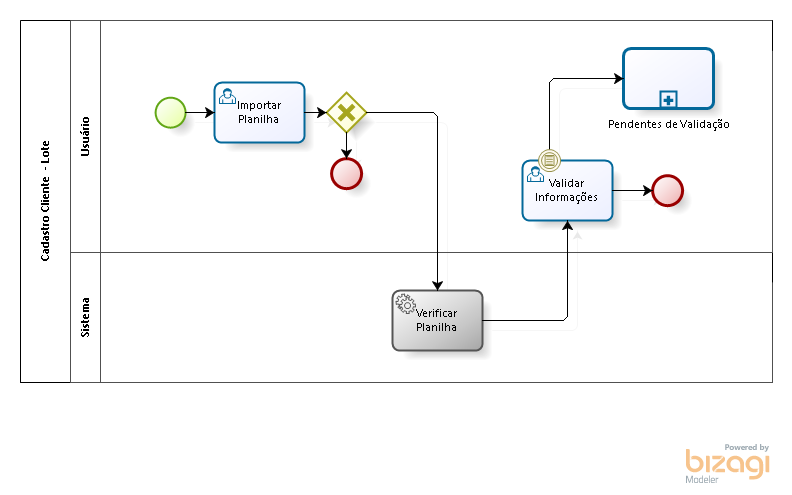 Cadastro Cliente - Lote
Usuário
Importar
Planilha
Pendentes de Validação
Validar
Informações
Sistema
Verificar
Planilha
Powered by
bizagi
Modeler